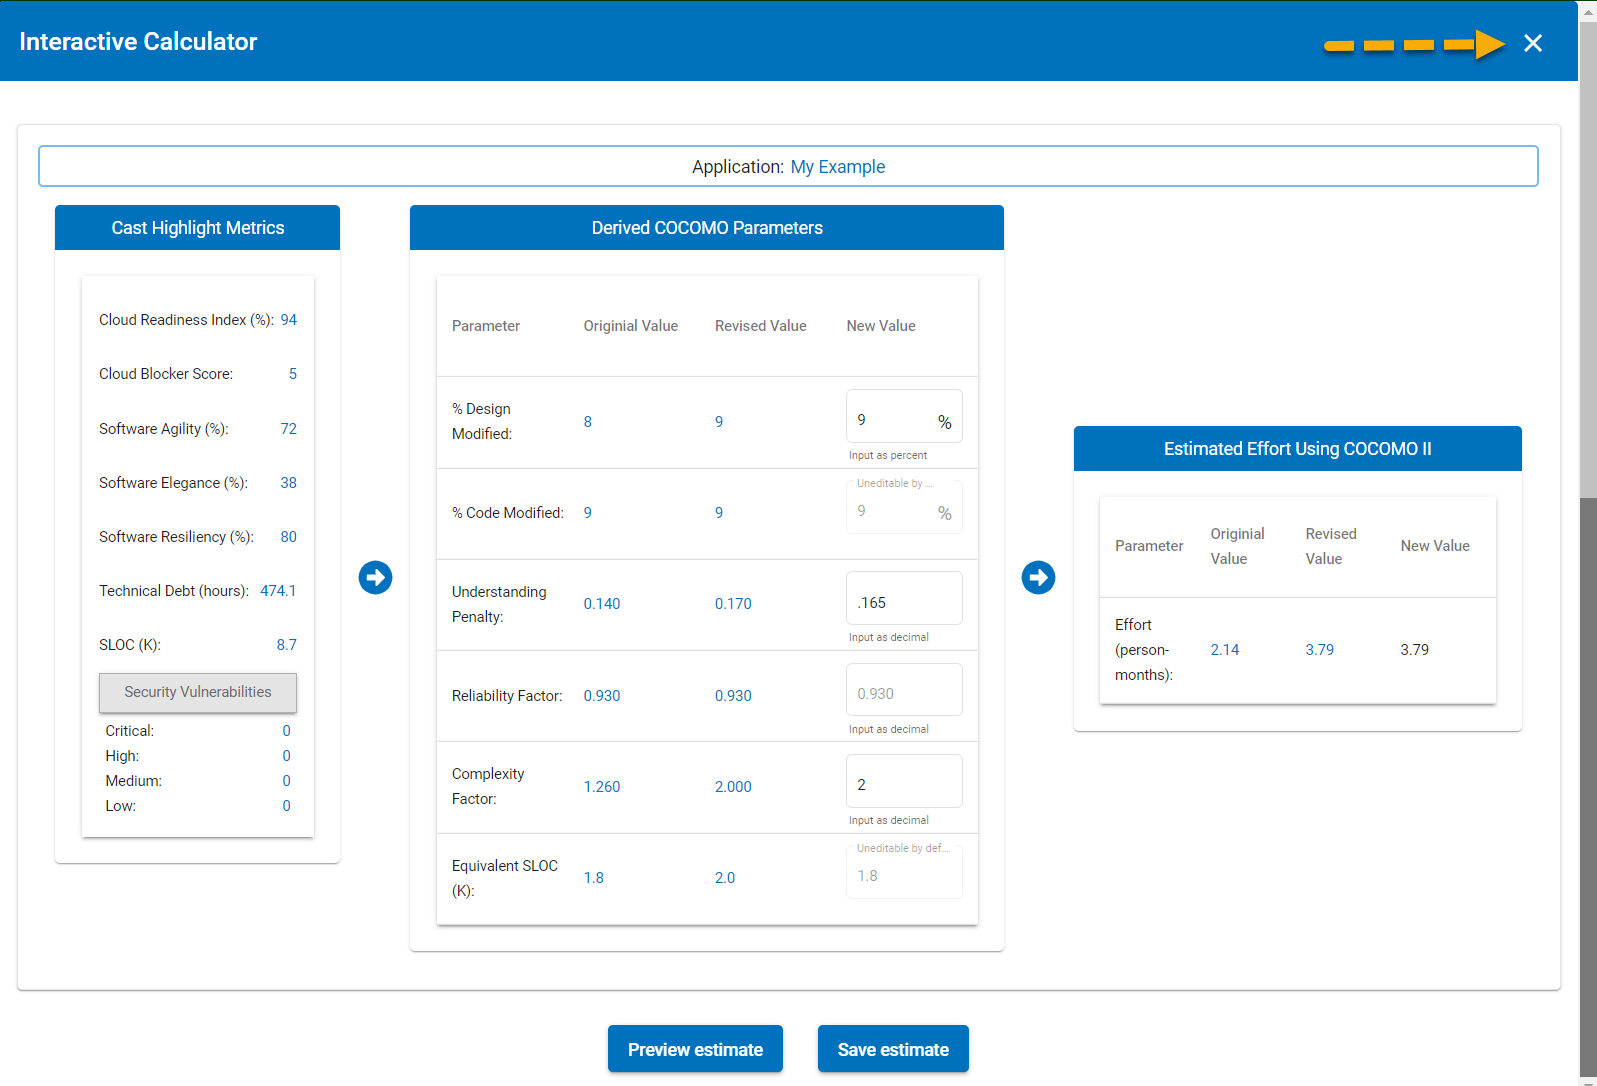 Interactive Calculator
Application: My Example
Cast Highlight Metrics
Cloud Readiness Index (%): 94
Cloud Blocker Score: 5
Software Agility (%): 72
Software Elegance (%): 38
Software Resiliency (%): 80
Technical Debt (hours): 474.1
SLOC (K): 8.7
Security Vulnerabilities
Critical: 0
High: 0
Medium: 0
Low: 0
Derived COCOMO Parameters
Parameter Originial Value Revised Value New Value
% Design
Modified: 8 9 9 %
Input as percent
Uneditable by ...
% Code Modified: 9 9 9 %
Understanding
Penalty: 0.140 0.170 .165
Input as decimal
Reliability Factor: 0.930 0.930 0.930
Input as decimal
Complexity
Factor: 1.260 2.000 2
Input as decimal
Uneditable by def...
Equivalent SLOC
(K): 1.8 2.0 1.8
Estimated Effort Using COCOMO II
Parameter Originial
Value Revised
Value New Value
Effort
(person-
months): 2.14 3.79 3.79
Preview estimate
Save estimate